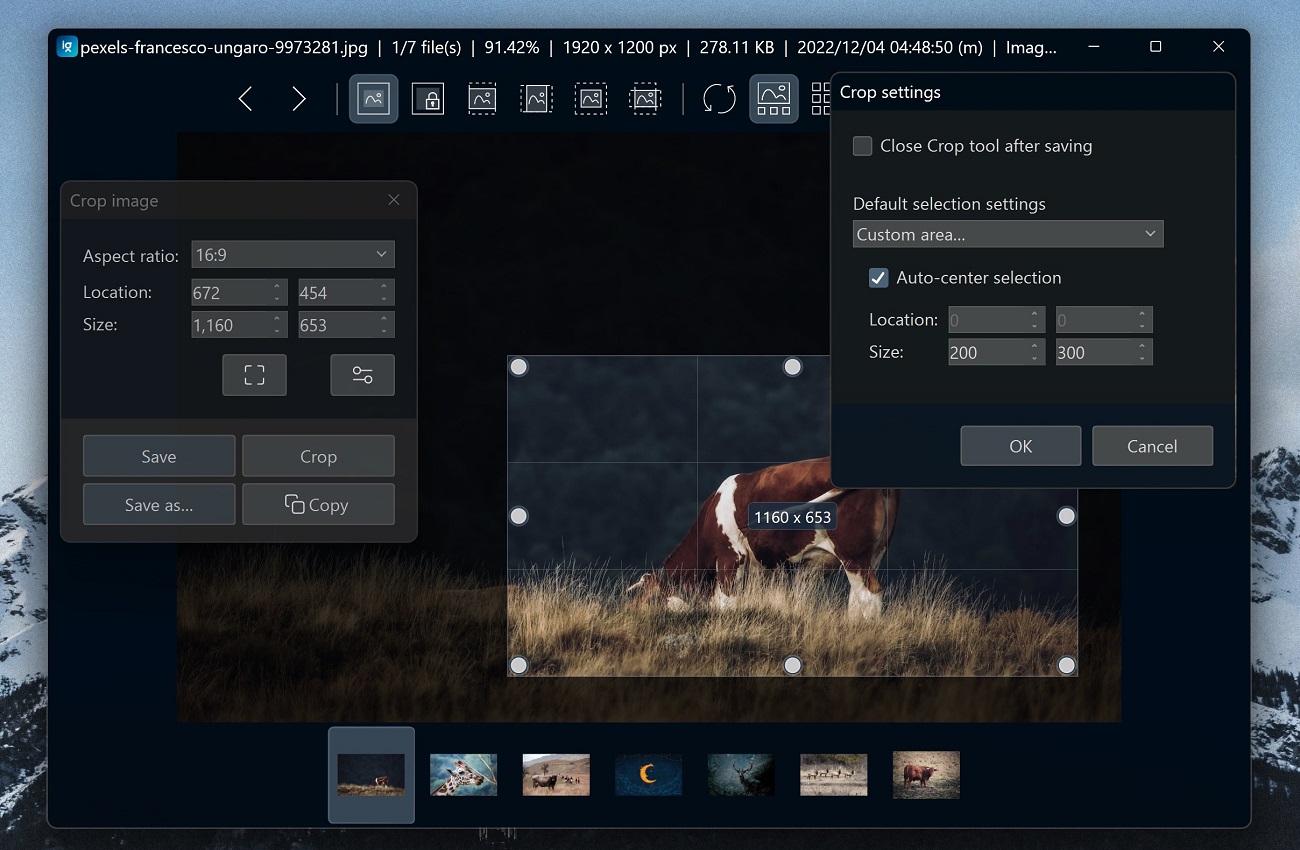 pexels-francesco-ungaro-9973281.jpg | 1/7 file(s) | 91.42% | 1920 x 1200 px | 278.11 KB | 2022/12/04 04:48:50 (m) | Imag...
Crop settings
Close Crop tool after saving
Default selection settings
Custom area...
Auto-center selection
Location: 0 0
Size: 200 300
OK Cancel
Crop image
Aspect ratio: 16:9
Location: 672 454
Size: 1,160 653
Save Crop
Save as... Copy
1160 x 653